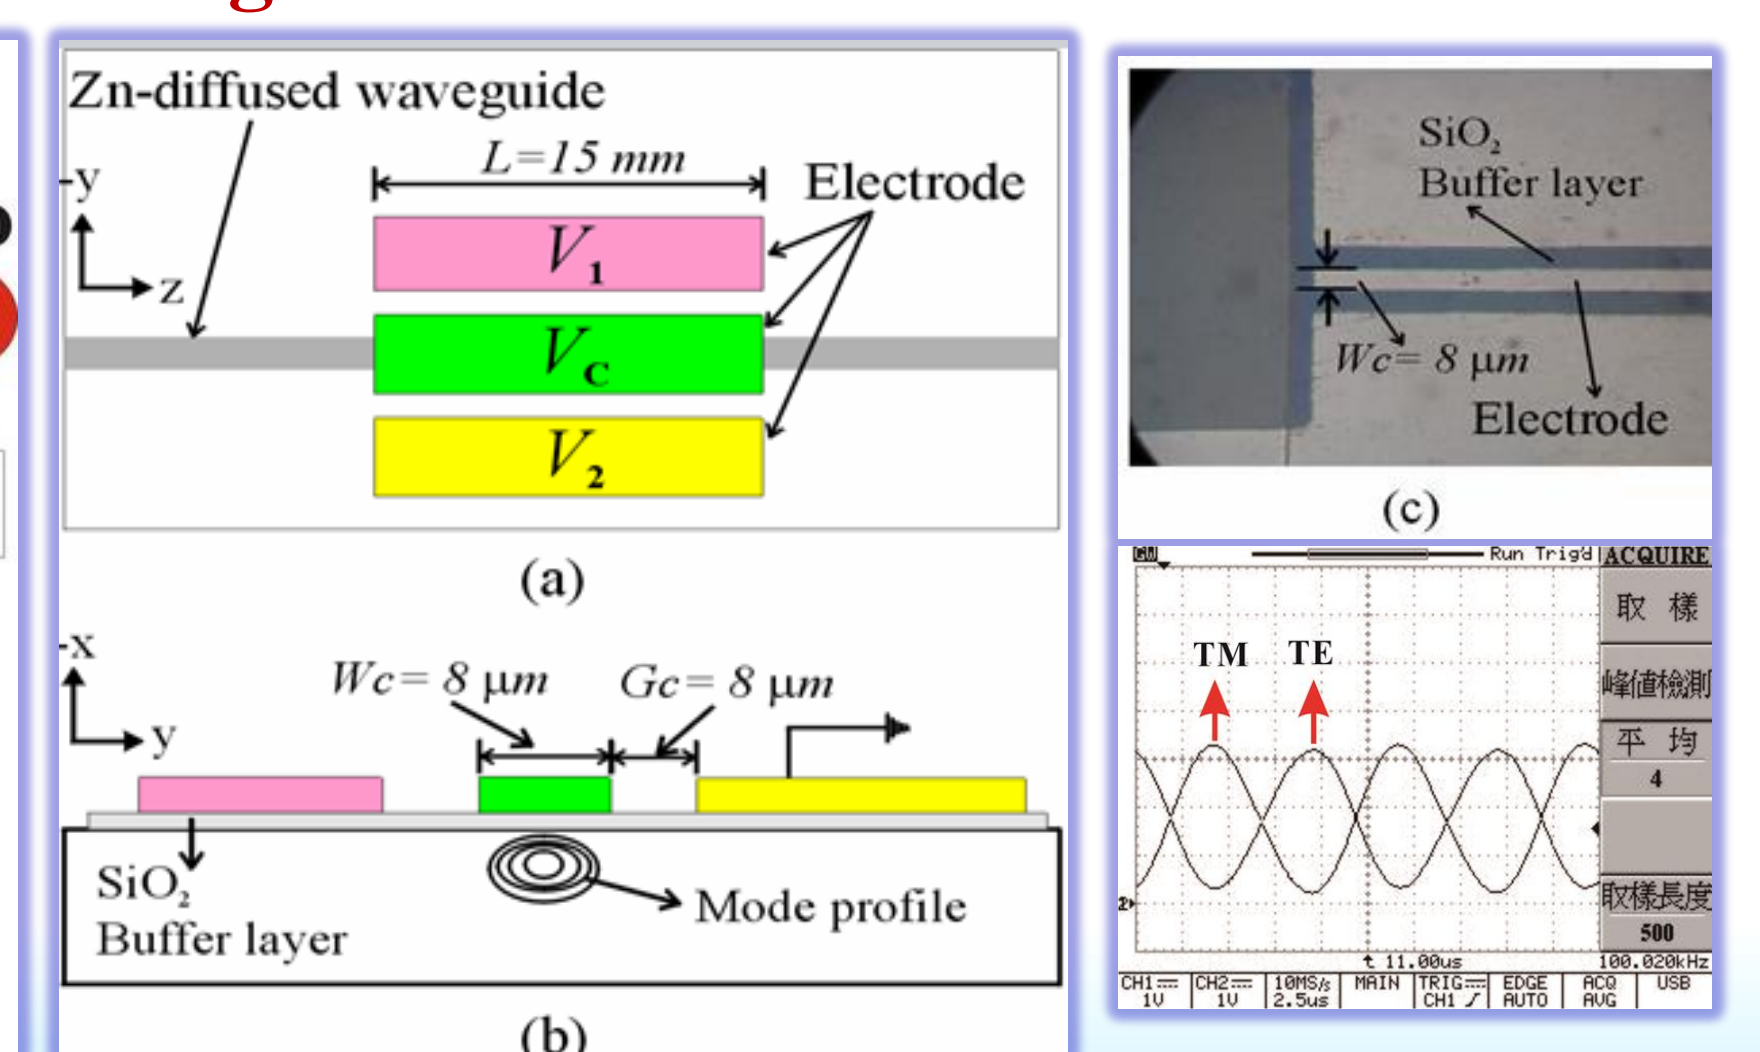 Zn-diffused waveguide
L=15 mm
Electrode
-y
z
V1
VC
V2
(a)
-x
y
Wc= 8 μm
Gc= 8 μm
SiO2
Buffer layer
Mode profile
(b)
SiO2
Buffer layer
Wc= 8 μm
Electrode
(c)
Run Trig'd
ACQUIRE
取 樣
峰值檢測
平 均
4
取樣長度
500
TM
TE
2
t 11.00us
100.020kHz
CH1 1V
CH2 1V
10MS/s 2.5us
MAIN
TRIG CH1
EDGE AUTO
ACQ AVG
USB